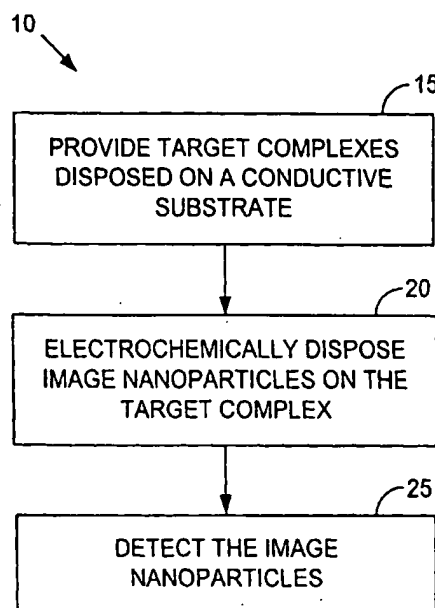 10
15
PROVIDE TARGET COMPLEXES
DISPOSED ON A CONDUCTIVE
SUBSTRATE
20
ELECTROCHEMICALLY DISPOSE
IMAGE NANOPARTICLES ON THE
TARGET COMPLEX
25
DETECT THE IMAGE
NANOPARTICLES